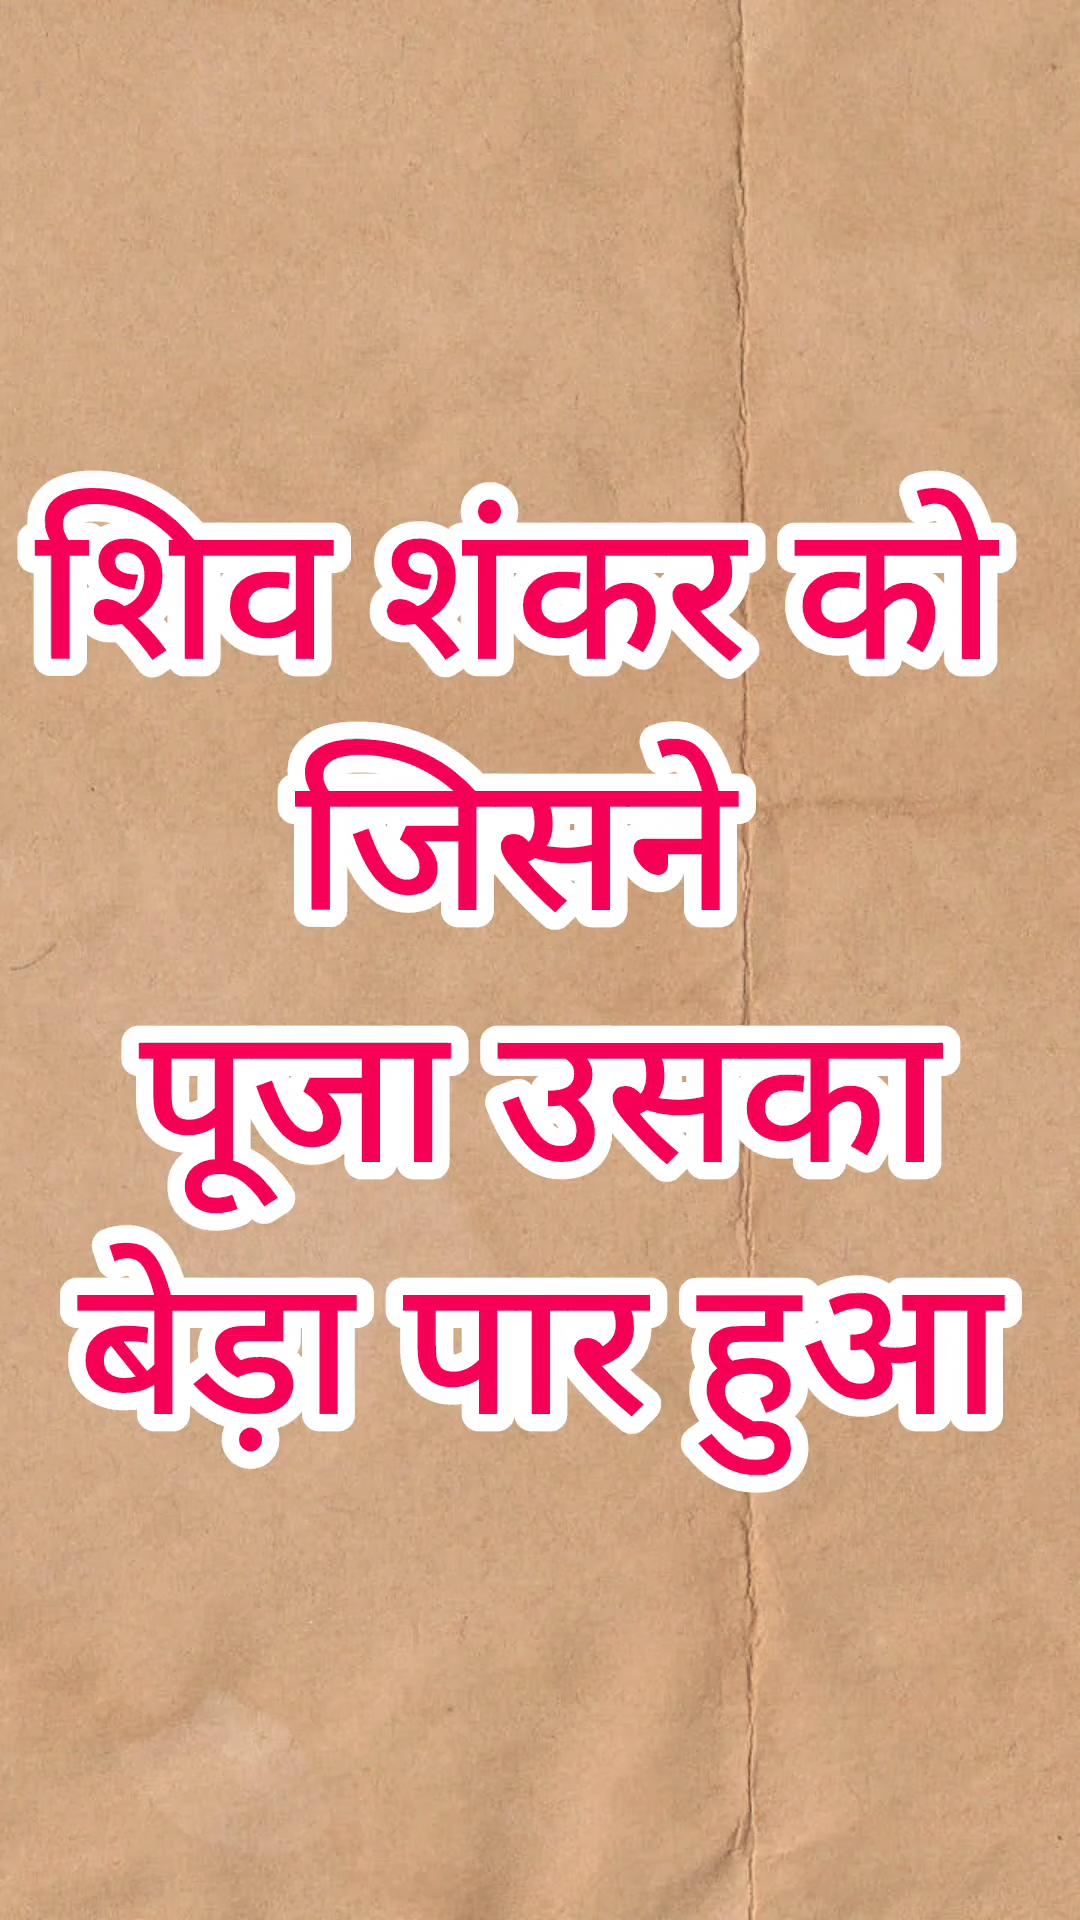 शिव शंकर को
जिसने
पूजा उसका
बेड़ा पार हुआ